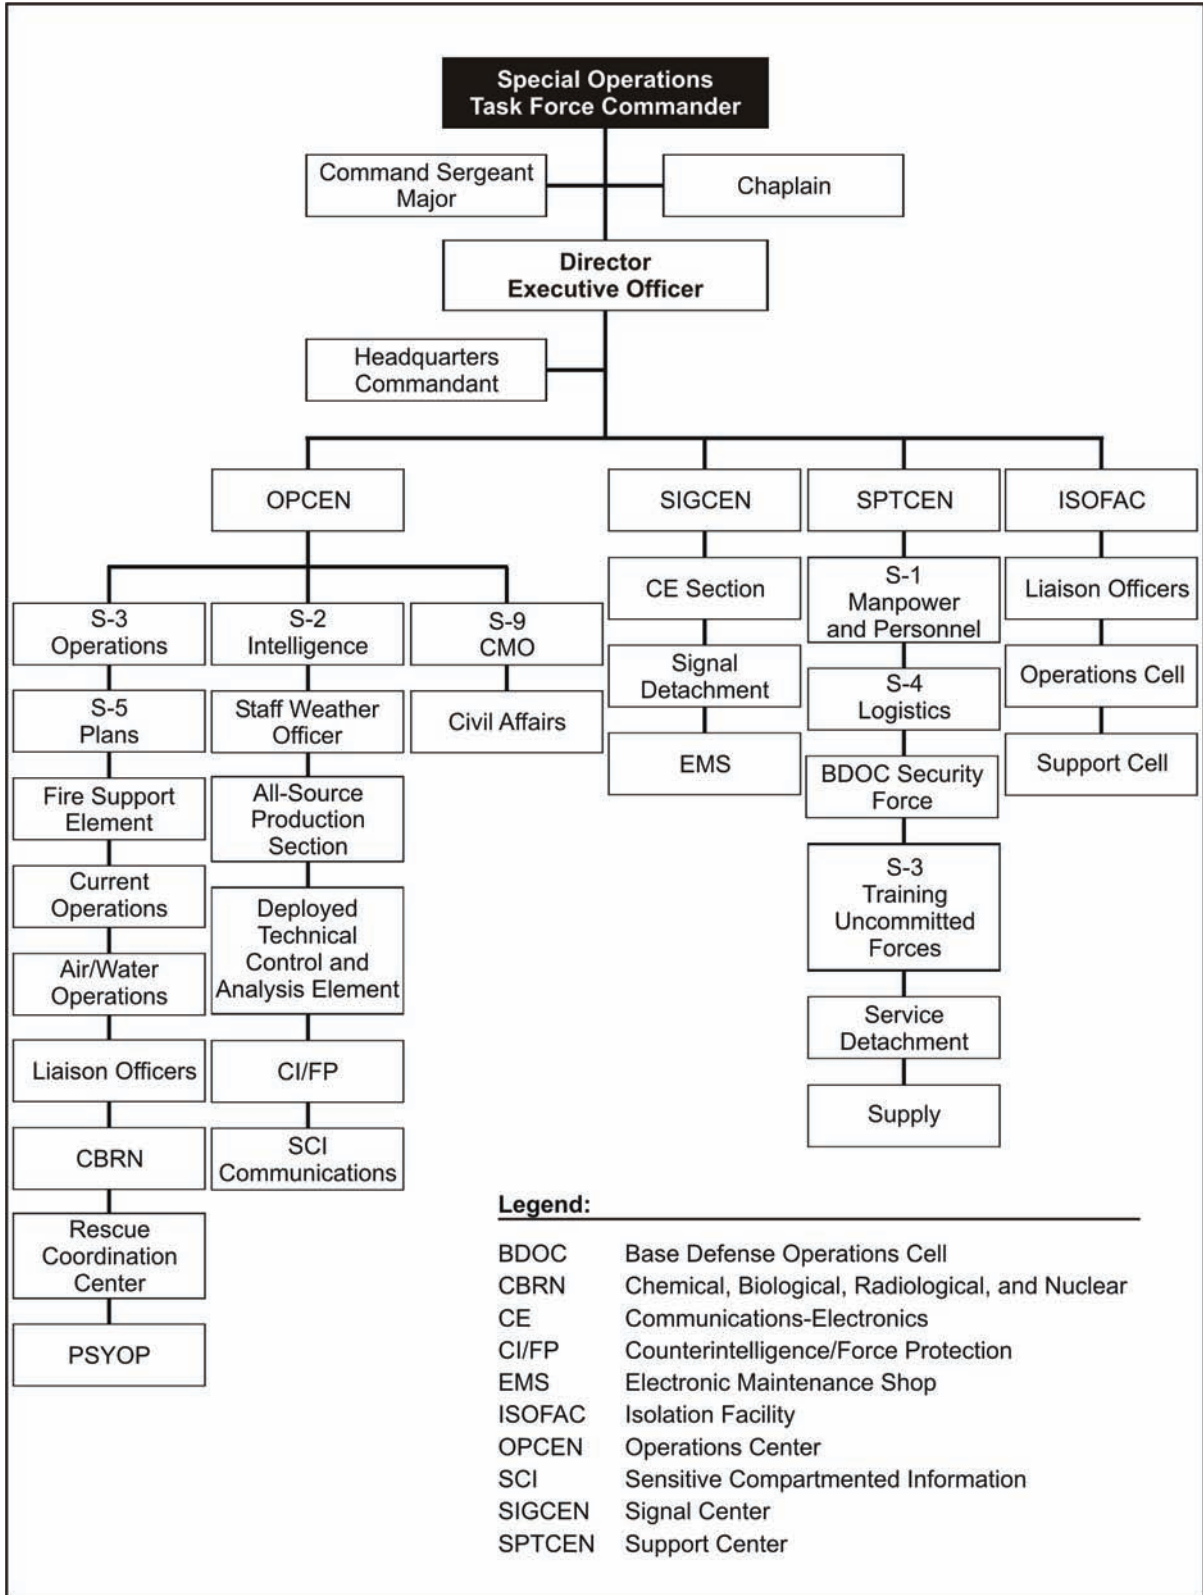 Special Operations
Task Force Commander
Command Sergeant
Major
Chaplain
Director
Executive Officer
Headquarters
Commandant
OPCEN
SIGCEN
SPTCEN
ISOFAC
S-3
Operations
S-5
Plans
Fire Support
Element
Current
Operations
Air/Water
Operations
Liaison Officers
CBRN
Rescue
Coordination
Center
PSYOP
S-2
Intelligence
Staff Weather
Officer
All-Source
Production
Section
Deployed
Technical
Control and
Analysis Element
CI/FP
SCI
Communications
S-9
CMO
Civil Affairs
CE Section
Signal
Detachment
EMS
S-1
Manpower
and Personnel
S-4
Logistics
BDOC Security
Force
S-3
Training
Uncommitted
Forces
Service
Detachment
Supply
Liaison Officers
Operations Cell
Support Cell
Legend:
BDOC Base Defense Operations Cell
CBRN Chemical, Biological, Radiological, and Nuclear
CE Communications-Electronics
CI/FP Counterintelligence/Force Protection
EMS Electronic Maintenance Shop
ISOFAC Isolation Facility
OPCEN Operations Center
SCI Sensitive Compartmented Information
SIGCEN Signal Center
SPTCEN Support Center